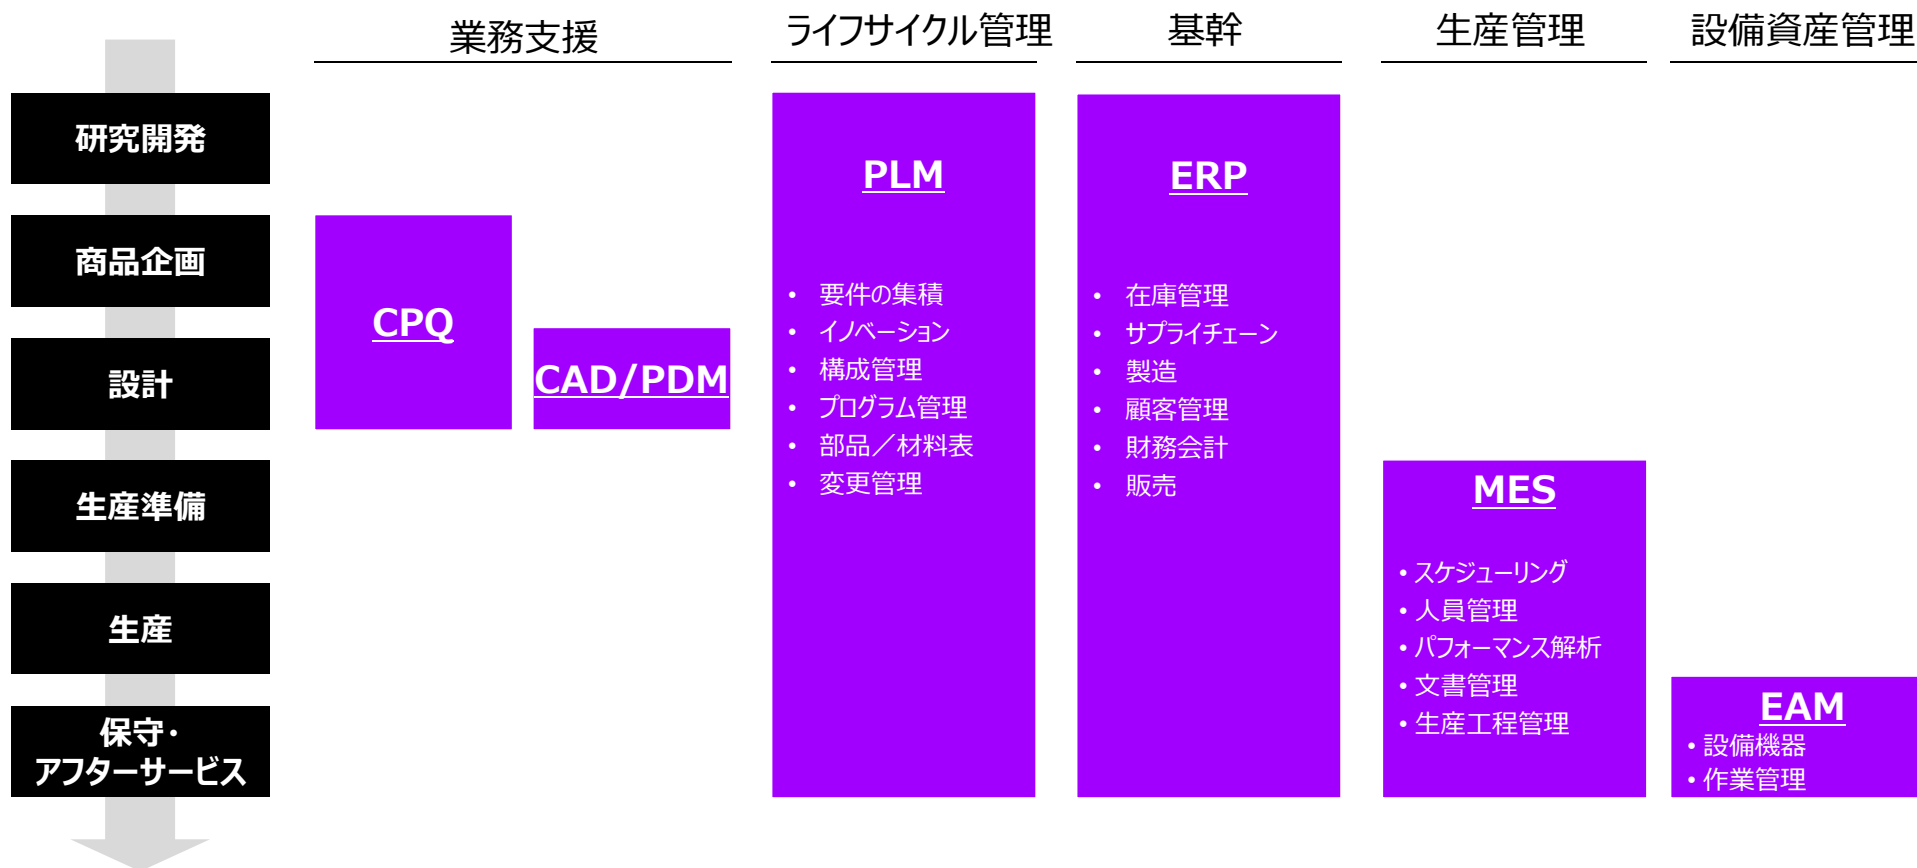 業務支援
ライフサイクル管理
基幹
生産管理
設備資産管理
研究開発
商品企画
設計
生産準備
生産
保守・
アフターサービス
CPQ
CAD/PDM
PLM
• 要件の集積
• イノベーション
• 構成管理
• プログラム管理
• 部品／材料表
• 変更管理
ERP
• 在庫管理
• サプライチェーン
• 製造
• 顧客管理
• 財務会計
• 販売
MES
• スケジューリング
• 人員管理
• パフォーマンス解析
• 文書管理
• 生産工程管理
EAM
• 設備機器
• 作業管理